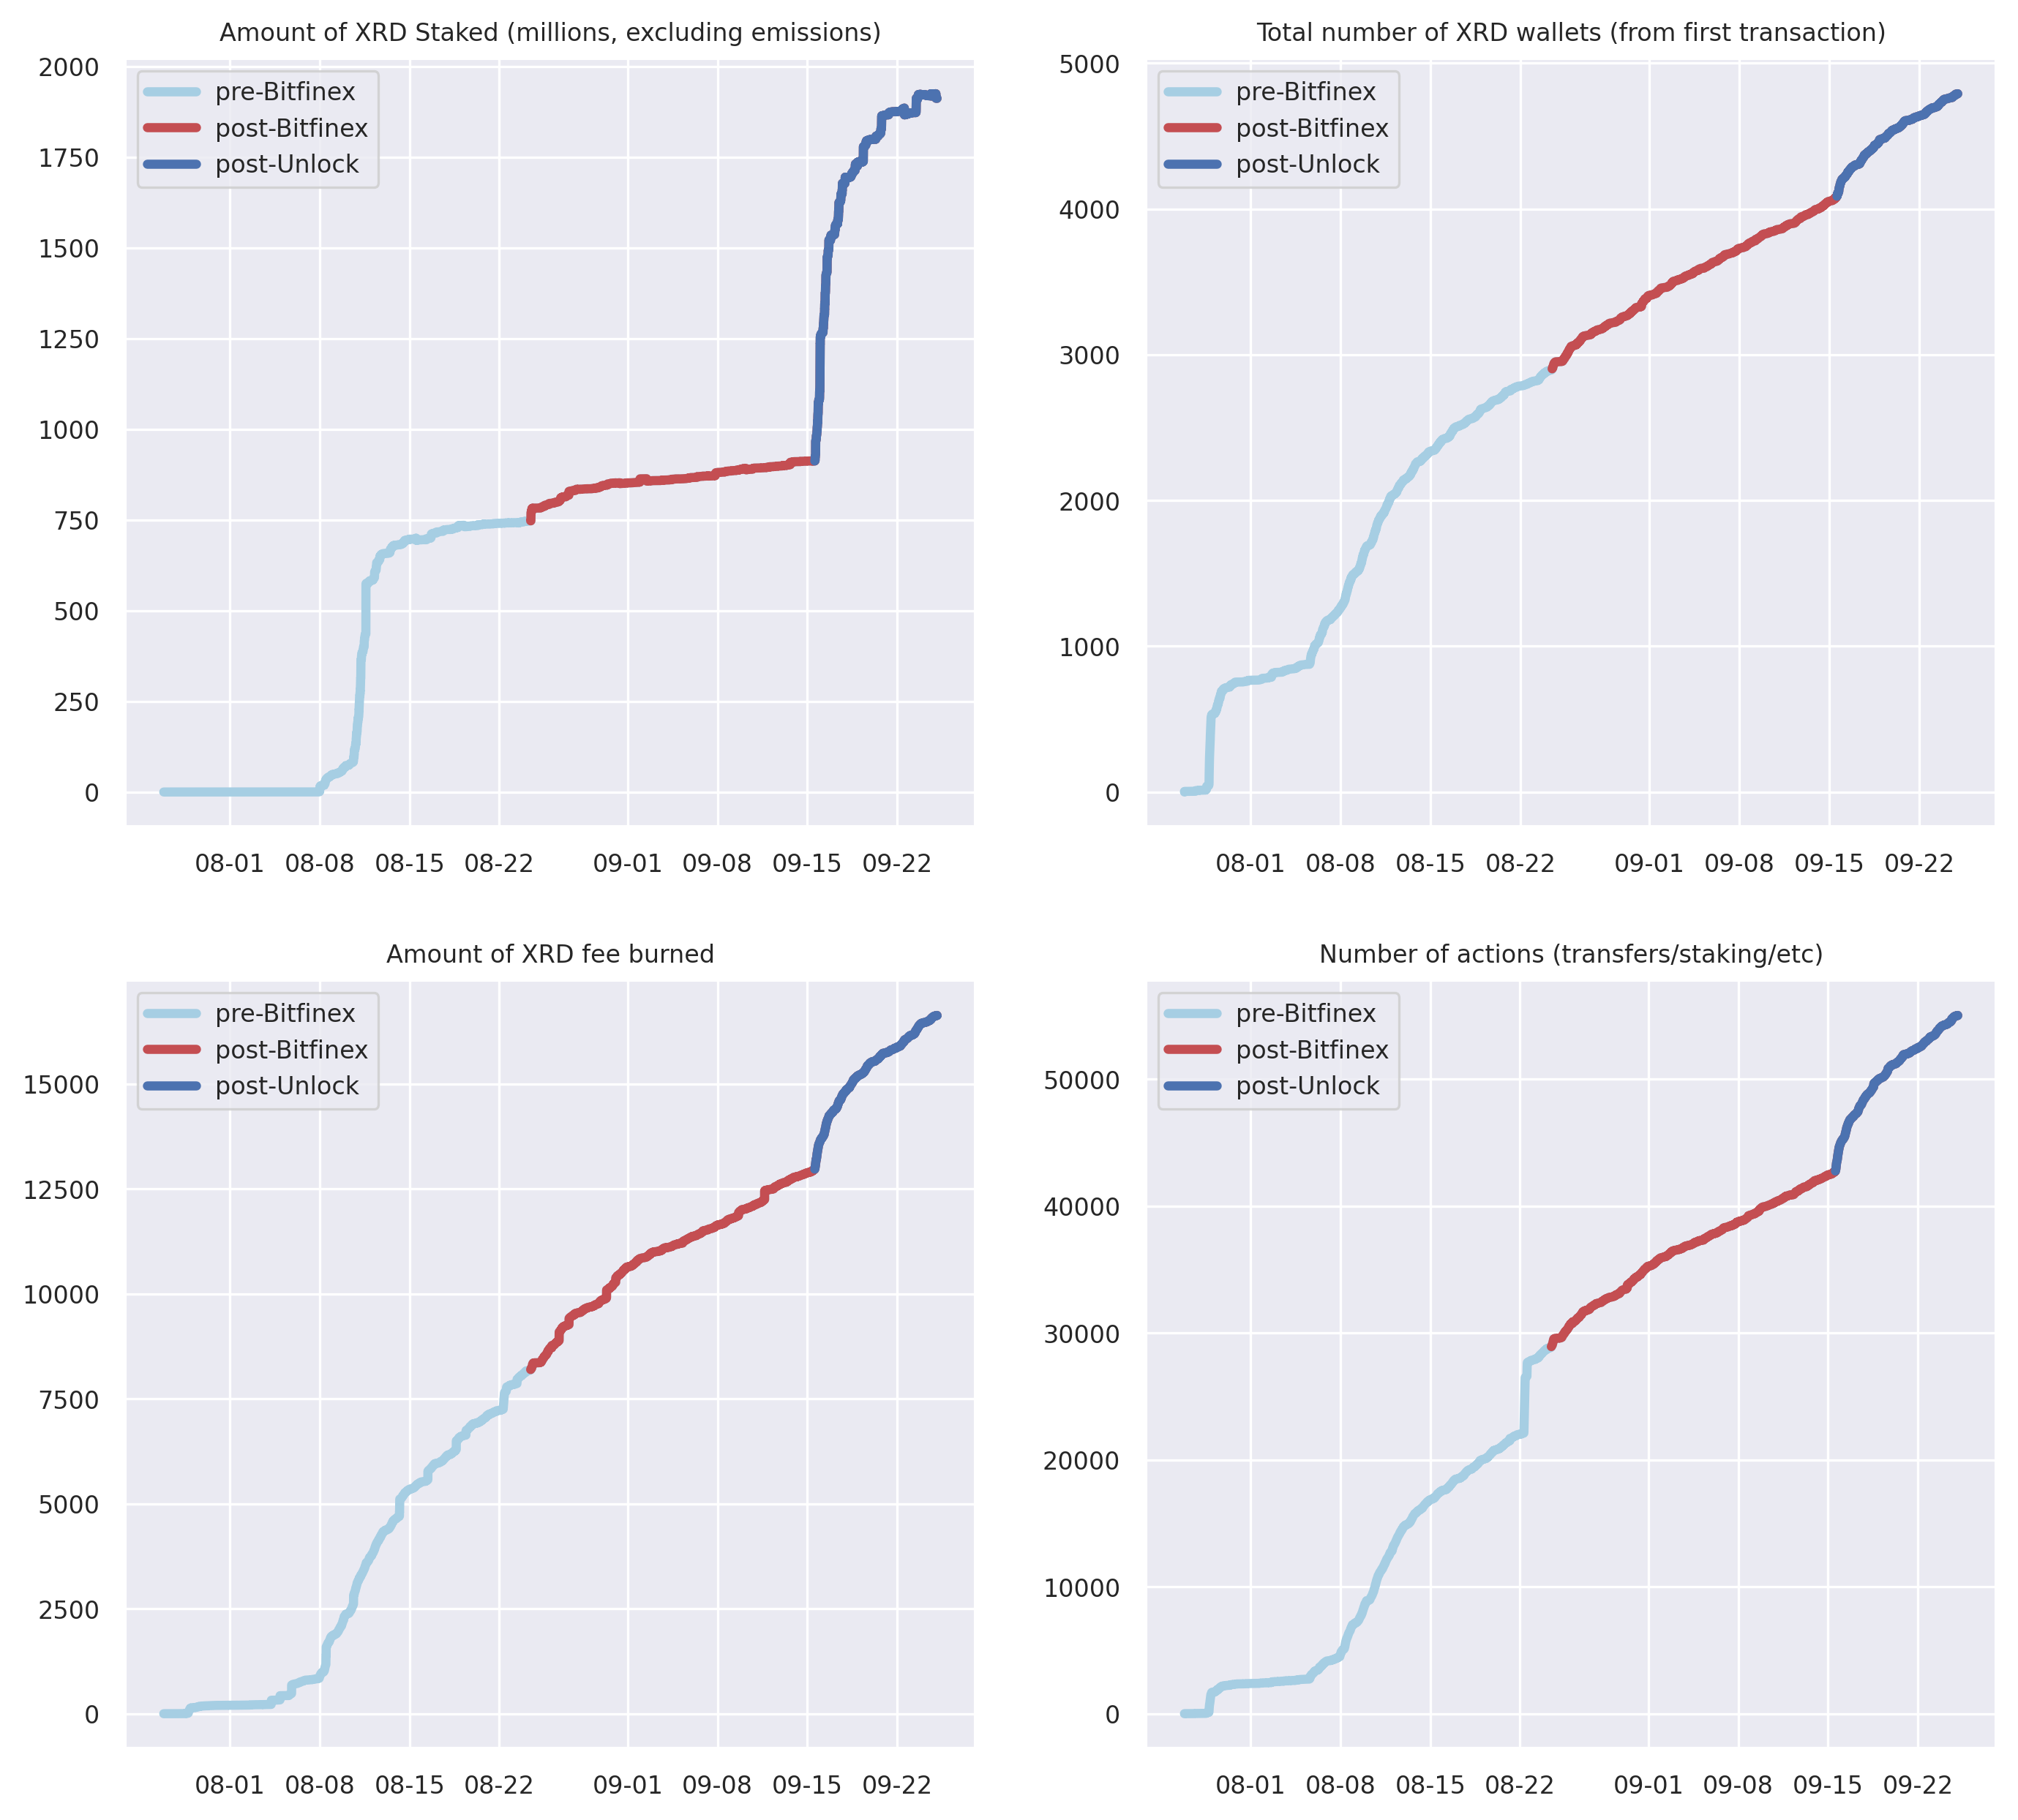 Amount of XRD Staked (millions, excluding emissions)
2000
1750
1500
1250
1000
750
500
250
0
pre-Bitfinex
post-Bitfinex
post-Unlock
08-01 08-08 08-15 08-22 09-01 09-08 09-15 09-22
Total number of XRD wallets (from first transaction)
5000
4000
3000
2000
1000
0
pre-Bitfinex
post-Bitfinex
post-Unlock
08-01 08-08 08-15 08-22 09-01 09-08 09-15 09-22
Amount of XRD fee burned
15000
12500
10000
7500
5000
2500
0
pre-Bitfinex
post-Bitfinex
post-Unlock
08-01 08-08 08-15 08-22 09-01 09-08 09-15 09-22
Number of actions (transfers/staking/etc)
50000
40000
30000
20000
10000
0
pre-Bitfinex
post-Bitfinex
post-Unlock
08-01 08-08 08-15 08-22 09-01 09-08 09-15 09-22